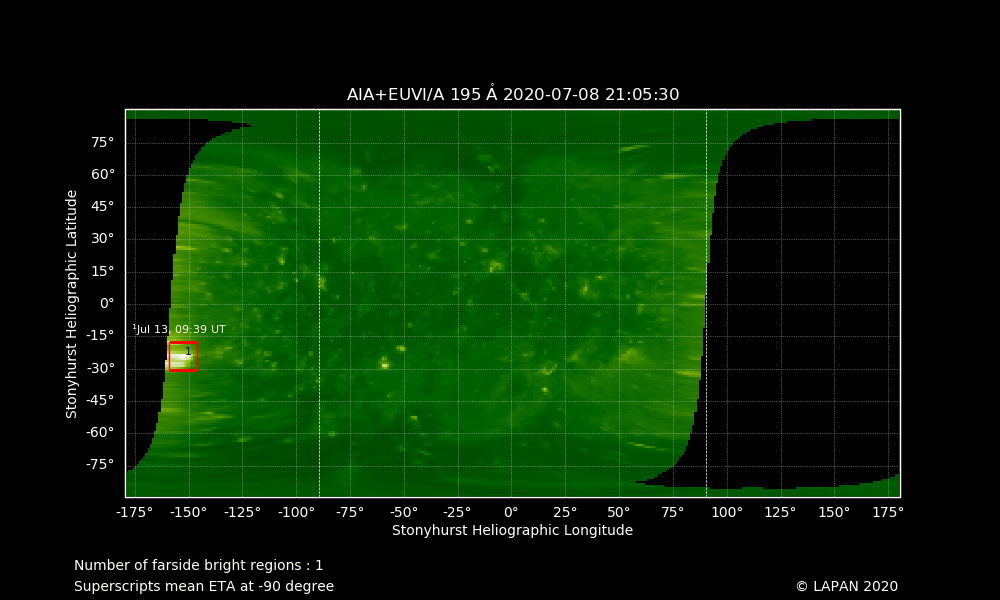 AIA+EUVI/A 195 Å 2020-07-08 21:05:30
Stonyhurst Heliographic Latitude
75°
60°
45°
30°
15°
0°
-15°
-30°
-45°
-60°
-75°
¹Jul 13, 09:39 UT
1
-175° -150° -125° -100° -75° -50° -25° 0° 25° 50° 75° 100° 125° 150° 175°
Stonyhurst Heliographic Longitude
Number of farside bright regions : 1
Superscripts mean ETA at -90 degree
© LAPAN 2020